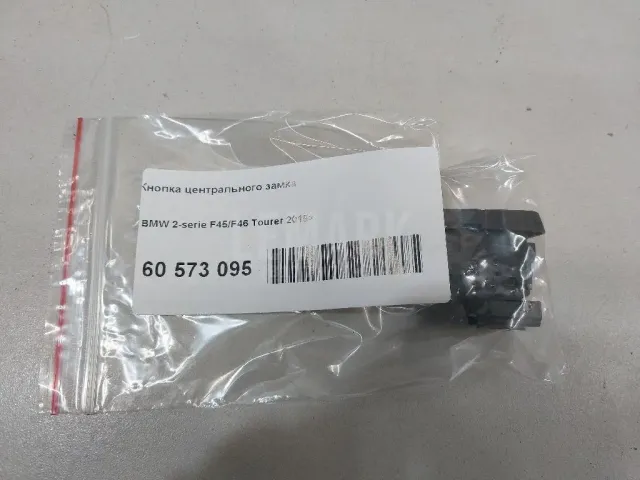 Кнопка центрального замка
BMW 2-serie F45/F46 Tourer 2015>
60 573 095